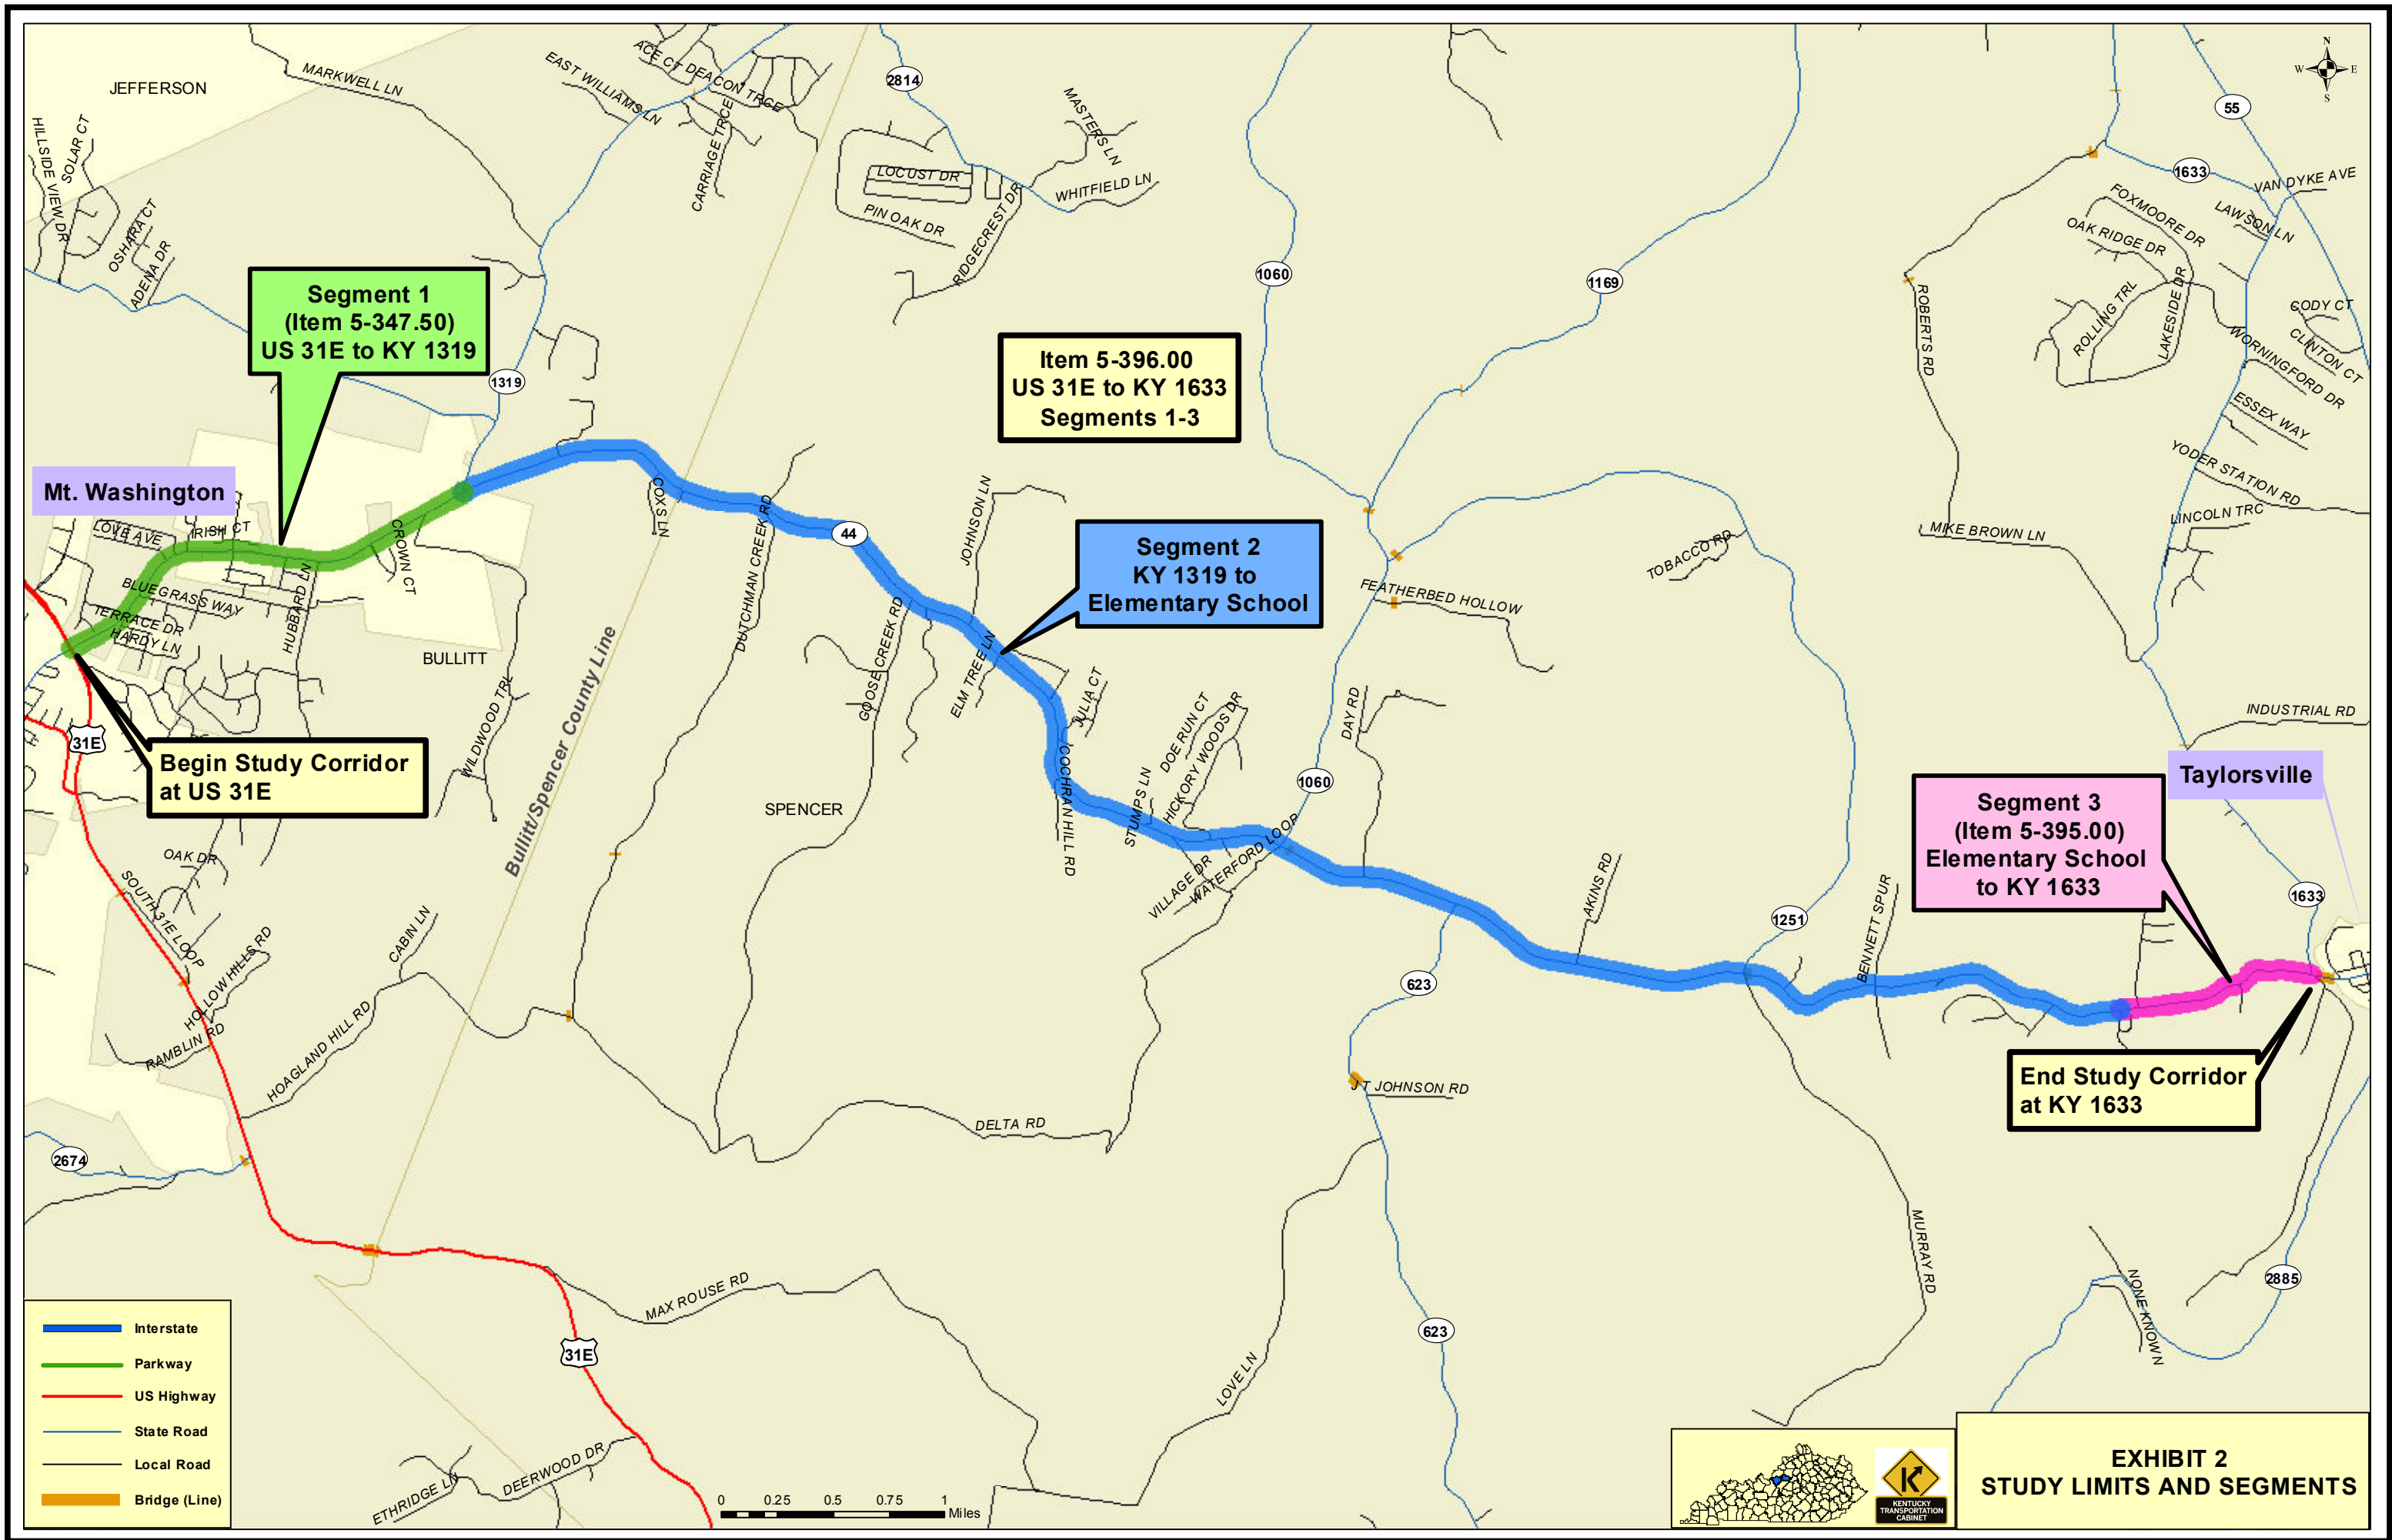 JEFFERSON
MARKWELL LN
EAST WILLIAMS LN
ACE CT
DEACON TRCE
CARRIAGE TRCE
2814
MASTERS LN
WHITFIELD LN
LOCUST DR
PIN OAK DR
RIDGECREST DR
N
W
E
S
55
1633
VAN DYKE AVE
LAWSON LN
FOXMOORE DR
OAK RIDGE DR
ROLLING TRL
LAKESIDE DR
CODY CT
CLINTON CT
WORNINGFORD DR
ESSEX WAY
YODER STATION RD
LINCOLN TRC
ROBERTS RD
MIKE BROWN LN
HILLSIDE VIEW DR
SOLAR CT
OSHARA CT
ADENA DR
Segment 1
(Item 5-347.50)
US 31E to KY 1319
1319
1060
1169
Item 5-396.00
US 31E to KY 1633
Segments 1-3
Mt. Washington
LOVE AVE
IRISH CT
CROWN CT
BLUEGRASS WAY
TERRACE DR
HARDY LN
HUBBARD LN
BULLITT
WILDWOOD TRL
Bullitt/Spencer County Line
COXS LN
DUTCHMAN CREEK RD
44
JOHNSON LN
GOOSE CREEK RD
ELM TREE LN
Segment 2
KY 1319 to
Elementary School
FEATHERBED HOLLOW
TOBACCO RD
JULIA CT
COCHRAN HILL RD
STUMPS LN
DOE RUN CT
HICKORY WOODS DR
VILLAGE DR
WATERFORD LOOP
1060
DAY RD
INDUSTRIAL RD
Taylorsville
31E
Begin Study Corridor
at US 31E
SPENCER
Segment 3
(Item 5-395.00)
Elementary School
to KY 1633
1633
AKINS RD
1251
BENNETT SPUR
OAK DR
SOUTH 31E LOOP
HOLLOW HILLS RD
RAMBLIN RD
CABIN LN
HOAGLAND HILL RD
623
JT JOHNSON RD
DELTA RD
End Study Corridor
at KY 1633
2674
MURRAY RD
NONE KNOWN
2885
MAX ROUSE RD
31E
623
LOVE LN
ETHRIDGE LN
DEERWOOD DR
Interstate
Parkway
US Highway
State Road
Local Road
Bridge (Line)
0 0.25 0.5 0.75 1
Miles
KENTUCKY
TRANSPORTATION
CABINET
EXHIBIT 2
STUDY LIMITS AND SEGMENTS